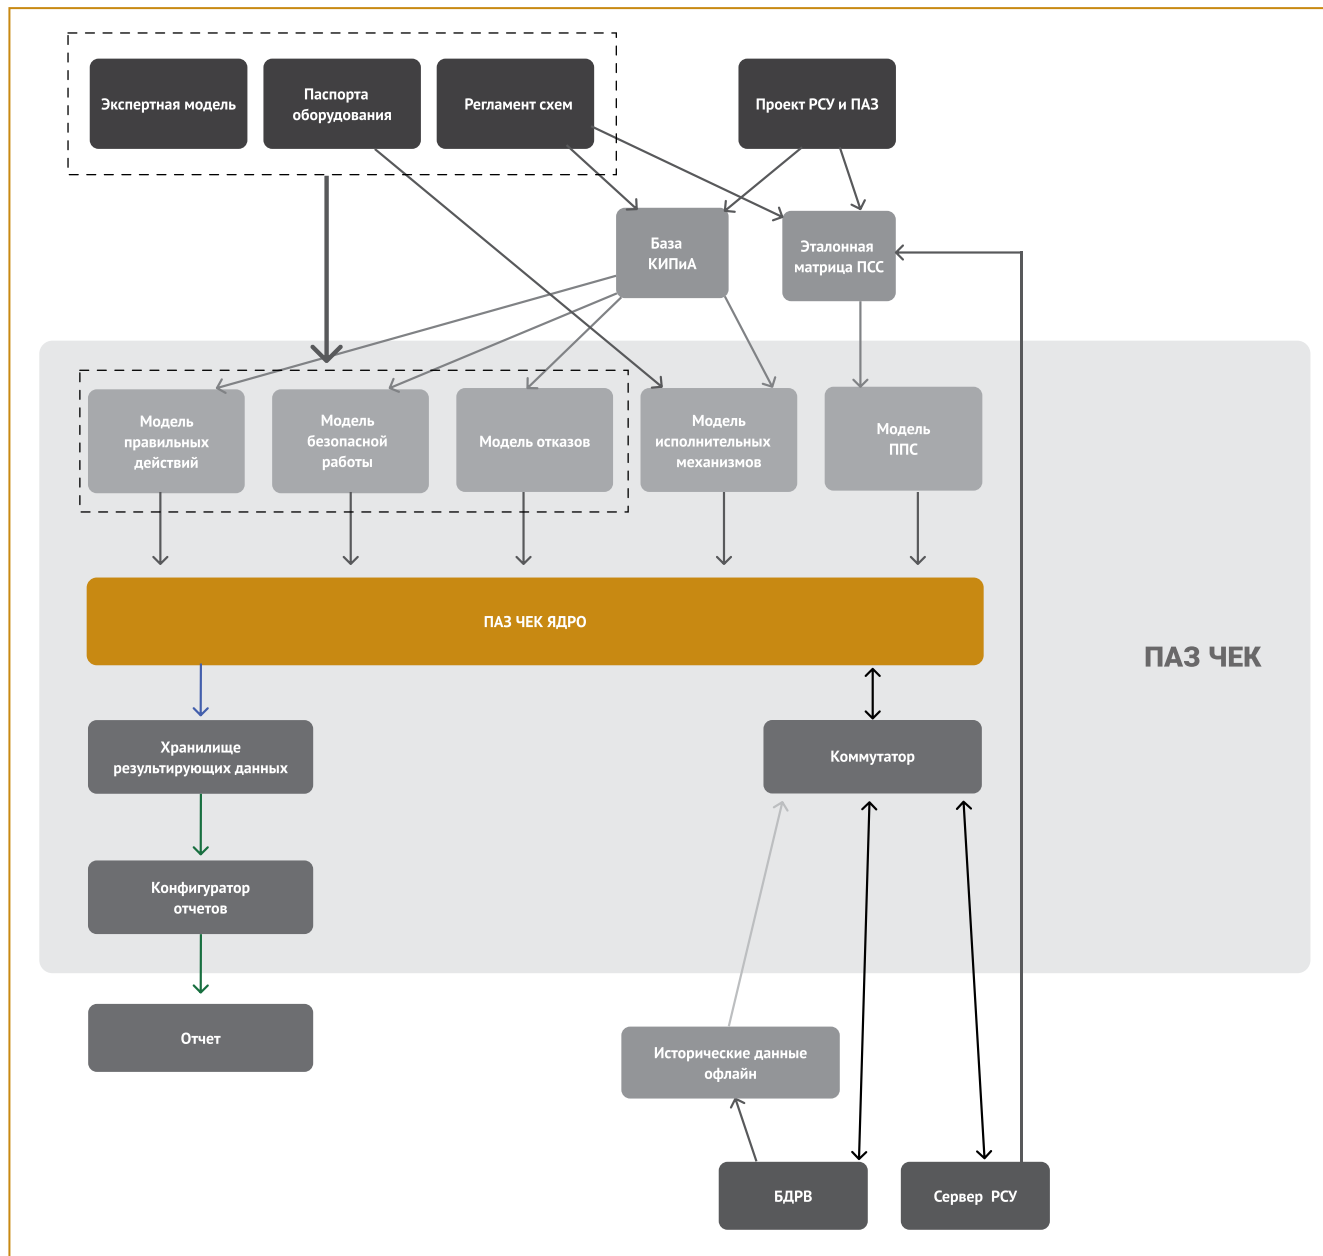 Экспертная модель
Паспорта
оборудования
Регламент схем
Проект РСУ и ПАЗ
База
КИПиА
Эталонная
матрица ПСС
Модель
правильных
действий
Модель
безопасной
работы
Модель отказов
Модель
исполнительных
механизмов
Модель
ППС
ПАЗ ЧЕК ЯДРО
ПАЗ ЧЕК
Хранилище
результирующих данных
Коммутатор
Конфигуратор
отчетов
Отчет
Исторические данные
офлайн
БДРВ
Сервер РСУ